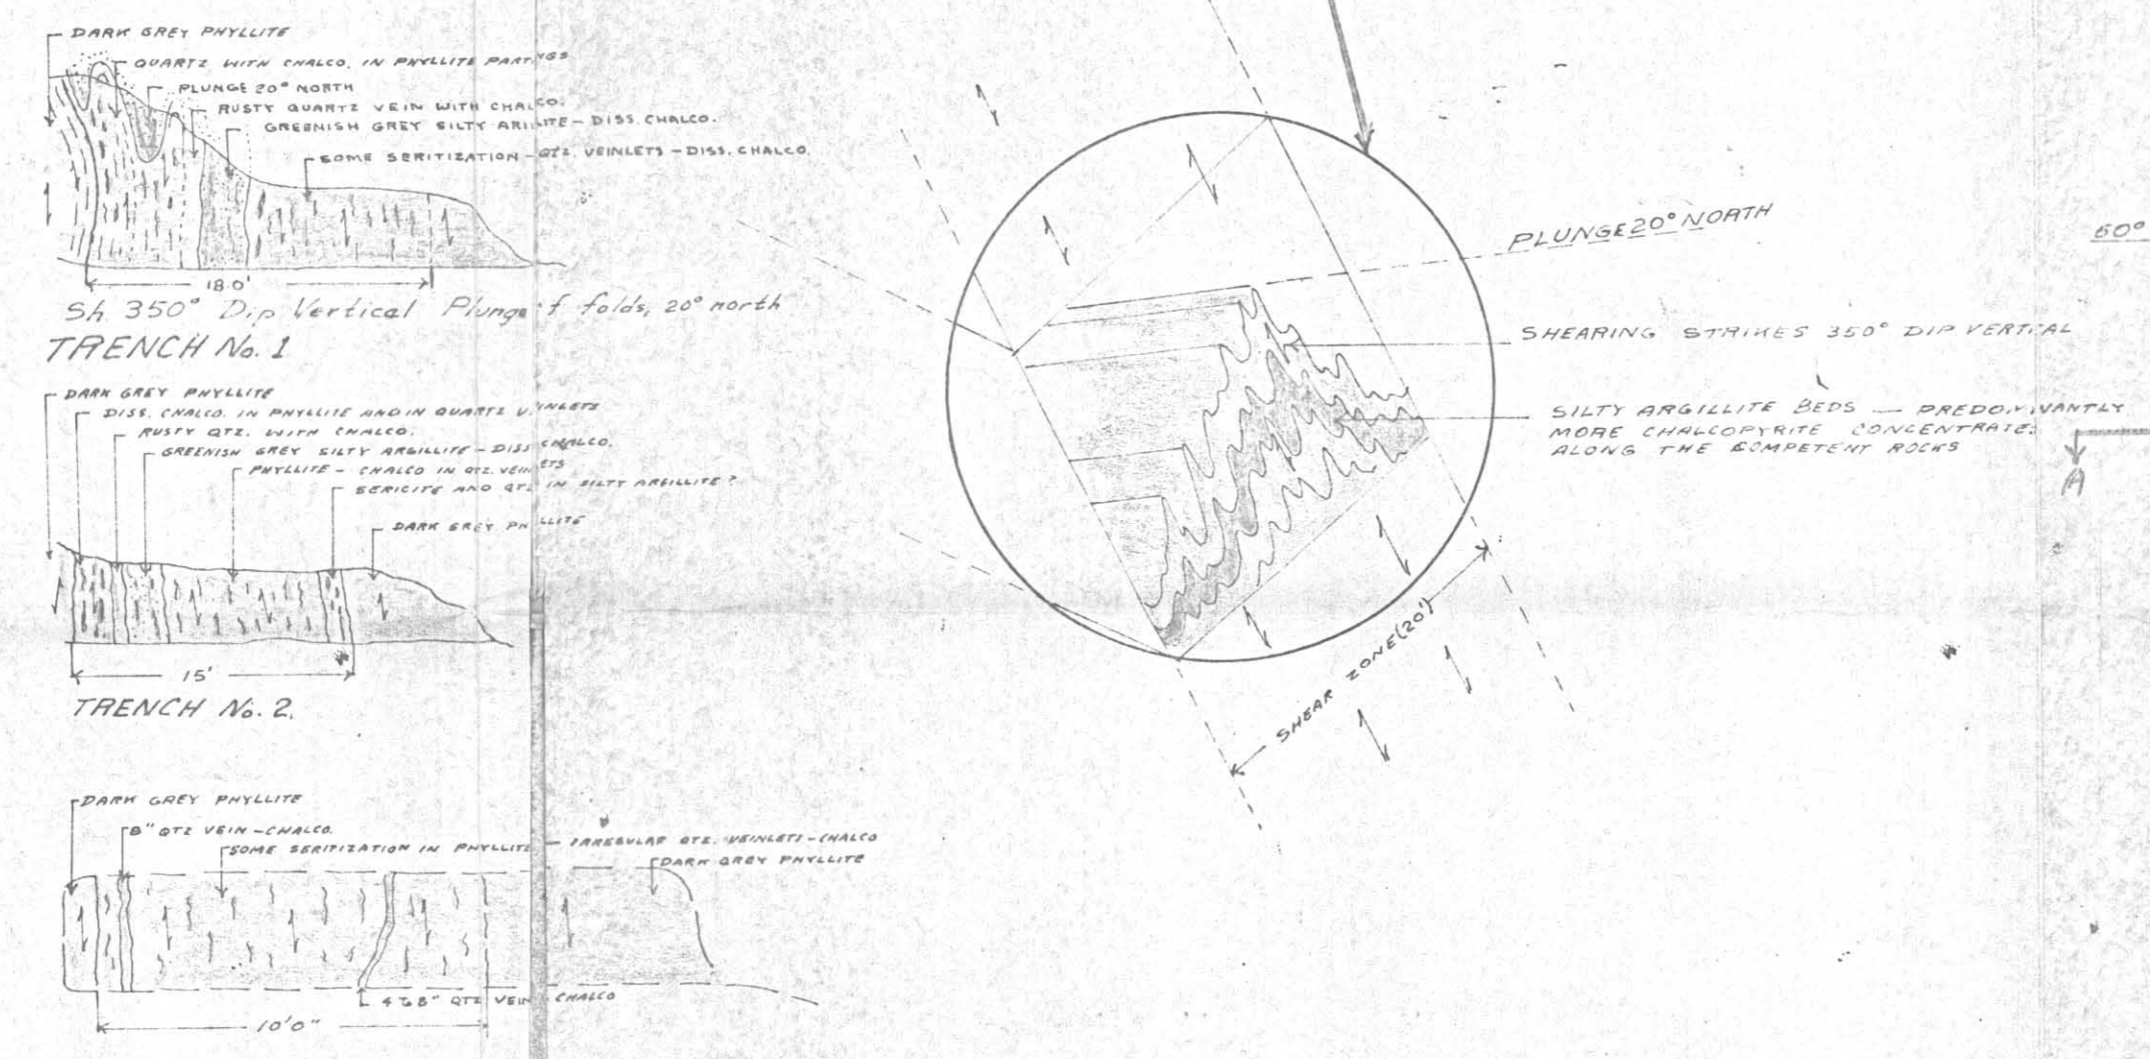 DARK GREY PHYLLITE
QUARTZ WITH CHALCO. IN PHYLLITE PARTINGS
PLUNGE 20° NORTH
RUSTY QUARTZ VEIN WITH CHALCO.
GREENISH GREY SILTY ARILITE - DISS. CHALCO.
SOME SERITIZATION - QTZ. VEINLETS - DISS. CHALCO.
18.0'
Sh. 350° Dip Vertical Plunge f folds, 20° north
TRENCH No. 1
DARK GREY PHYLLITE
DISS. CHALCO. IN PHYLLITE AND IN QUARTZ VEINLETS
RUSTY QTZ. WITH CHALCO.
GREENISH GREY SILTY ARGILLITE - DISS CHALCO.
PHYLLITE - CHALCO IN QTZ. VEINLETS
SERICITE AND QTZ IN SILTY ARGILLITE ?
DARK GREY PHYLLITE
15'
TRENCH No. 2.
DARK GREY PHYLLITE
8" QTZ VEIN - CHALCO.
SOME SERITIZATION IN PHYLLITE - IRREGULAR QTZ. VEINLETS - CHALCO
DARK GREY PHYLLITE
4 TO 8" QTZ VEIN CHALCO
10'0"
PLUNGE 20° NORTH
SHEARING STRIKES 350° DIP VERTICAL
SILTY ARGILLITE BEDS — PREDOMINANTLY
MORE CHALCOPYRITE CONCENTRATE
ALONG THE COMPETENT ROCKS
SHEAR ZONE (20')
60°
A